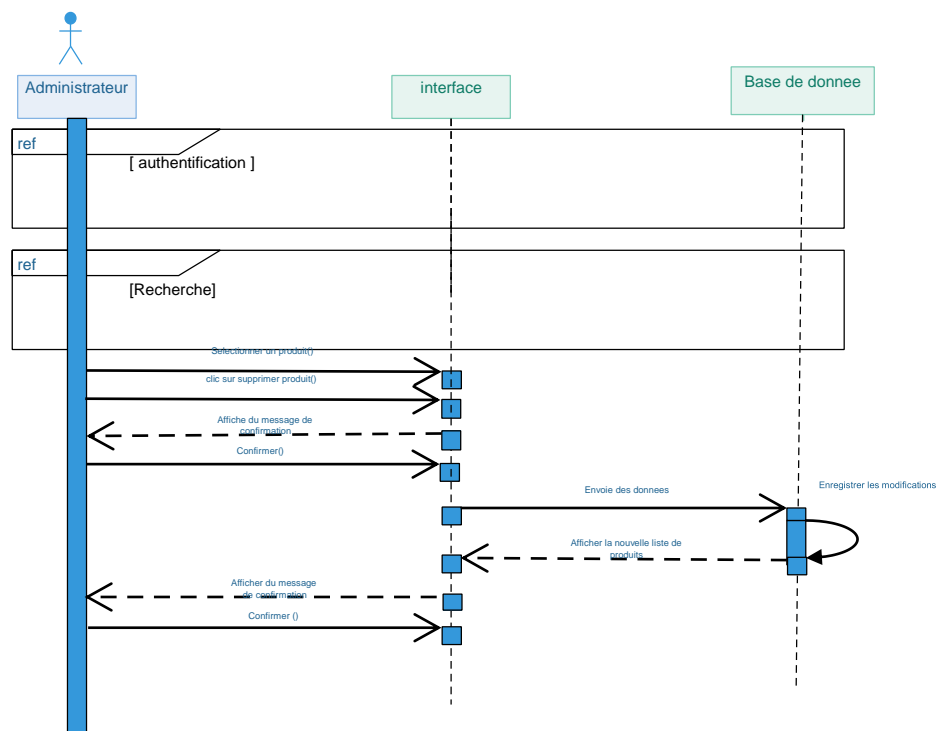 Administrateur
interface
Base de donnee
ref
[ authentification ]
ref
[Recherche]
Selectionner un produit()
clic sur supprimer produit()
Affiche du message de
confirmation
Confirmer()
Envoie des donnees
Enregistrer les modifications
Afficher la nouvelle liste de
produits
Afficher du message
de confirmation
Confirmer ()